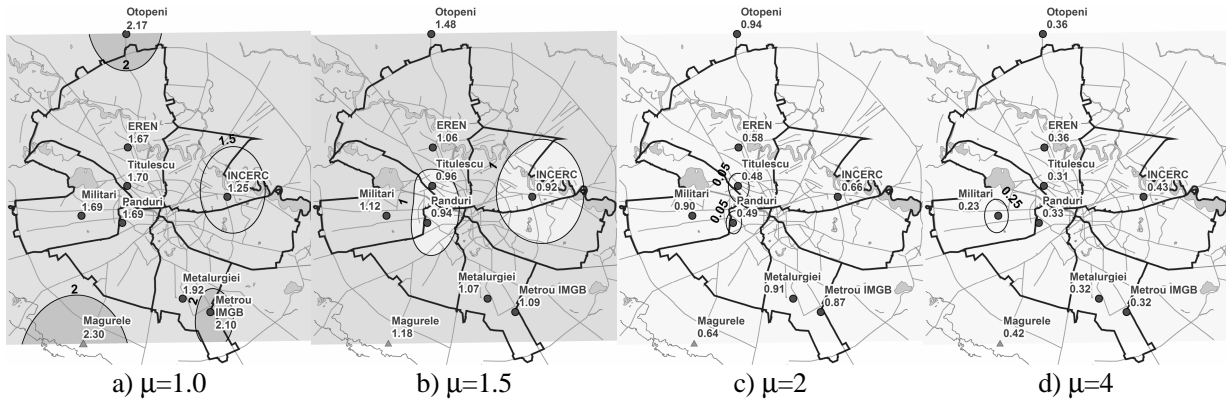 Otopeni
2.17
2
EREN
1.67
1.5
Titulescu
1.70
INCERC
1.25
Militari
1.69
Panduri
1.69
Metalurgiei
1.92
2
Metrou
IMGB
2.10
2
Magurele
2.30
a) μ=1.0
Otopeni
1.48
EREN
1.06
1
Titulescu
0.96
INCERC
0.92
Militari
1.12
1
Panduri
0.94
Metalurgiei
1.07
Metrou IMGB
1.09
Magurele
1.18
b) μ=1.5
Otopeni
0.94
EREN
0.58
0.05
Titulescu
0.48
INCERC
0.66
Militari
0.90
0.05
Panduri
0.49
Metalurgiei
0.91
Metrou IMGB
0.87
Magurele
0.64
c) μ=2
Otopeni
0.36
EREN
0.36
Titulescu
0.31
INCERC
0.43
Militari
0.23
0.25
Panduri
0.33
Metalurgiei
0.32
Metrou IMGB
0.32
Magurele
0.42
d) μ=4